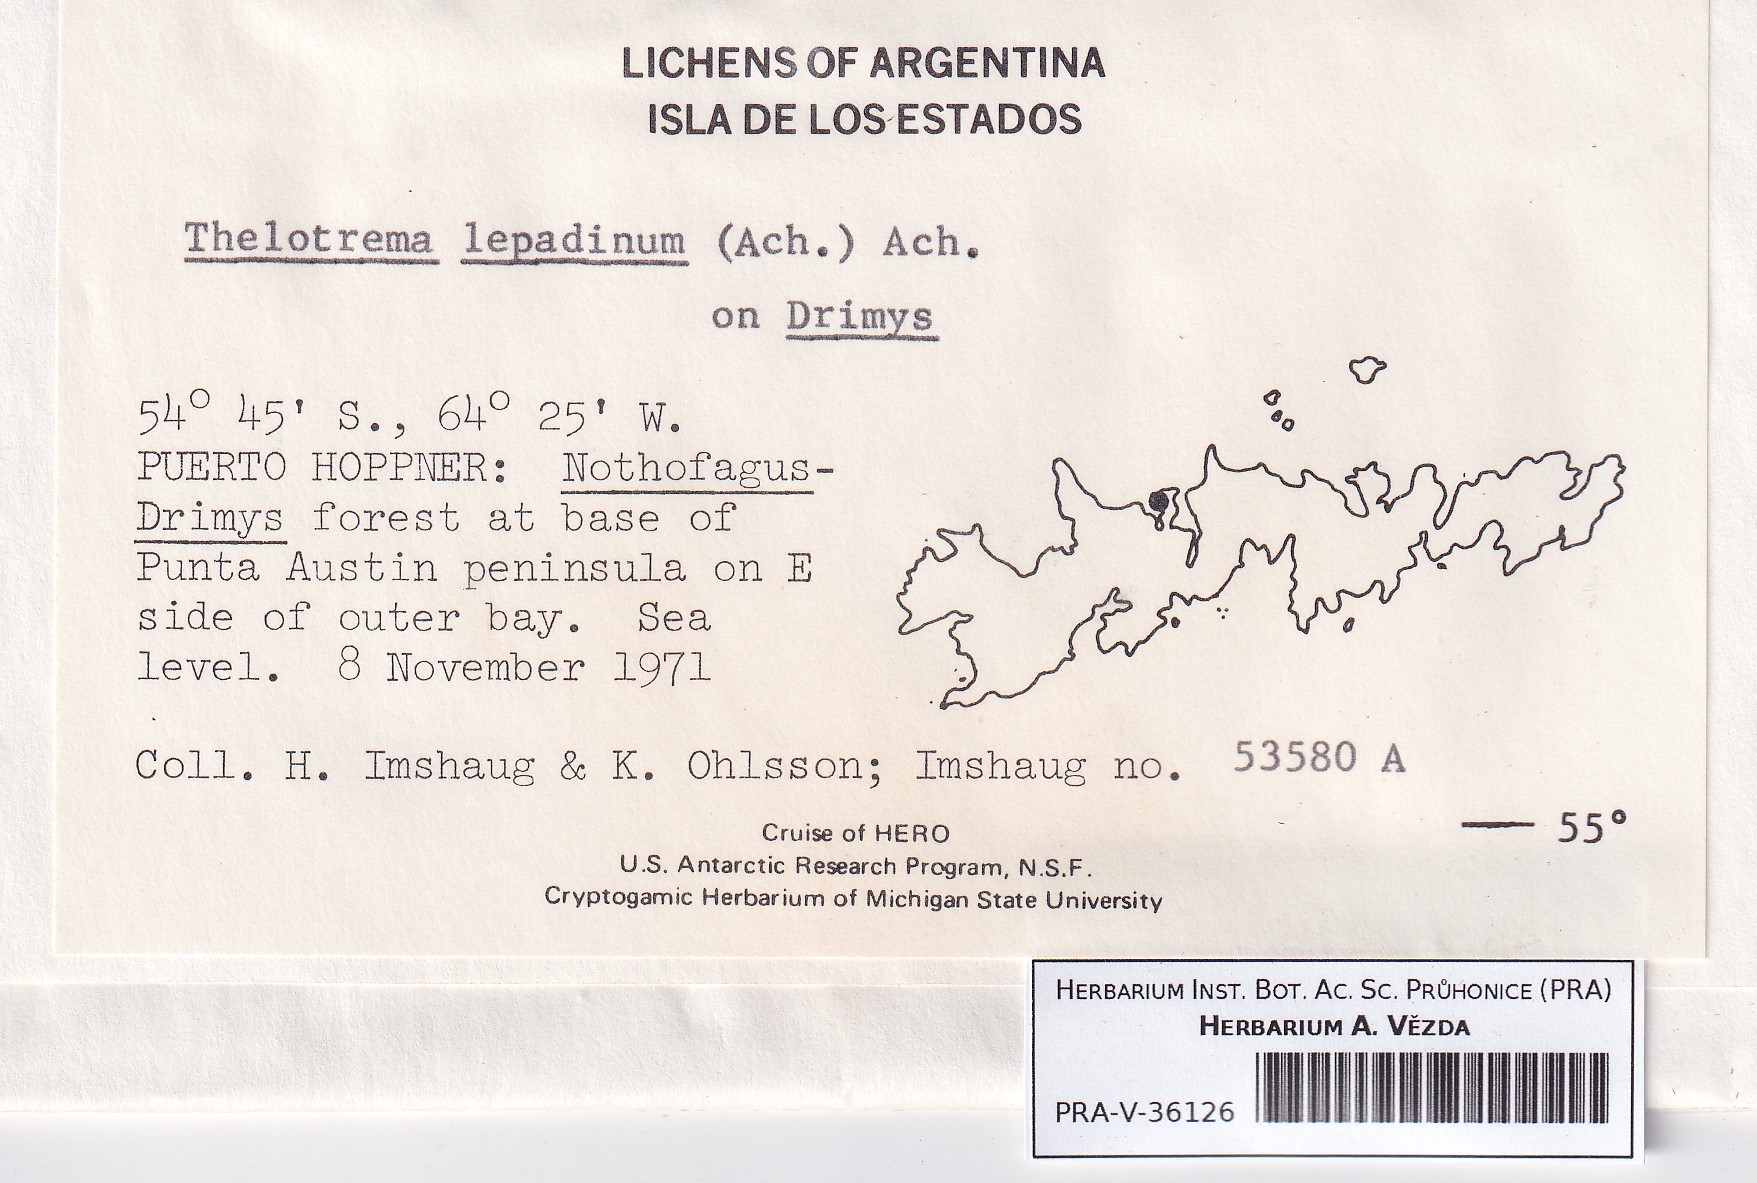 LICHENS OF ARGENTINA
ISLA DE LOS ESTADOS
Thelotrema lepadinum (Ach.) Ach.
on Drimys
54° 45' S., 64° 25' W.
PUERTO HOPPNER: Nothofagus-
Drimys forest at base of
Punta Austin peninsula on E
side of outer bay. Sea
level. 8 November 1971
Coll. H. Imshaug & K. Ohlsson; Imshaug no. 53580 A
— 55°
Cruise of HERO
U.S. Antarctic Research Program, N.S.F.
Cryptogamic Herbarium of Michigan State University
HERBARIUM INST. BOT. AC. SC. PRŮHONICE (PRA)
HERBARIUM A. VĚZDA
PRA-V-36126